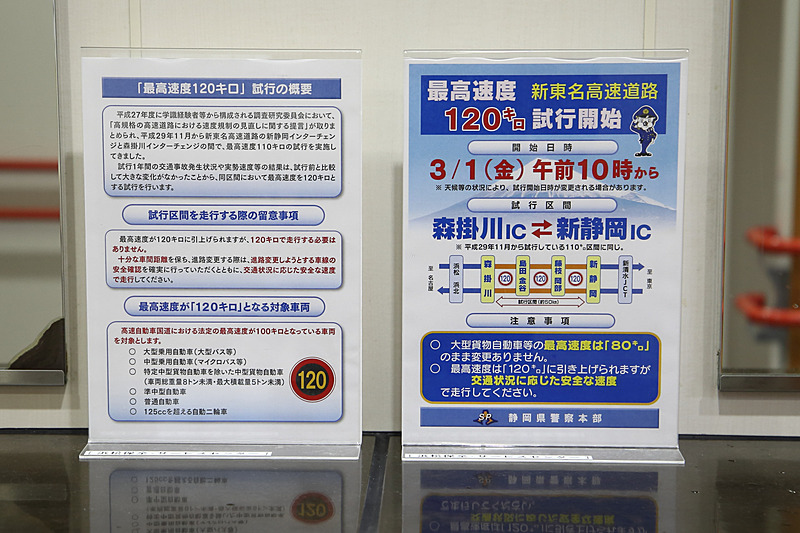 「最高速度120キロ」試行の概要
平成27年度に学識経験者等から構成される調査研究委員会において、
「高規格の高速道路における速度規制の見直しに関する提言」が取りま
とめられ、平成29年11月から新東名高速道路の新静岡インターチェン
ジと森掛川インターチェンジの間で、最高速度110キロの試行を実施
してきました。
試行1年間の交通事故発生状況や実勢速度等の結果は、試行前と比較
して大きな変化がなかったことから、同区間において最高速度を120キロ
とする試行を行います。
試行区間を走行する際の留意事項
最高速度が120キロに引上げられますが、120キロで走行する必要は
ありません。
十分な車間距離を保ち、進路変更する際は、進路変更しようとする車線の
安全確認を確実に行っていただくとともに、交通状況に応じた安全な速度
で走行してください。
最高速度が「120キロ」となる対象車両
高速自動車国道における法定の最高速度が100キロとなっている車両
を対象とします。
○ 大型乗用自動車(大型バス等)
○ 中型乗用自動車(マイクロバス等)
○ 特定中型貨物自動車を除いた中型貨物自動車
(車両総重量8トン未満・最大積載量5トン未満)
○ 準中型自動車
○ 普通自動車
○ 125ccを超える自動二輪車
120
最高速度 新東名高速道路
120キロ 試行開始
開始日時
3/1(金)午前10時から
※ 天候等の状況により、試行開始日時が変更される場合があります。
試行区間
森掛川IC ⇄ 新静岡IC
※ 平成29年11月から試行している110㌔区間に同じ。
至 名古屋
浜松 浜北
森掛川
120
島田金谷
120
藤枝岡部
120
新静岡
新清水JCT
至 東京
試行区間(約50km)
注意事項
○ 大型貨物自動車等の最高速度は「80㌔」
のまま変更ありません。
○ 最高速度は「120㌔」に引き上げられますが
交通状況に応じた安全な速度
で走行してください。
SP 静岡県警察本部